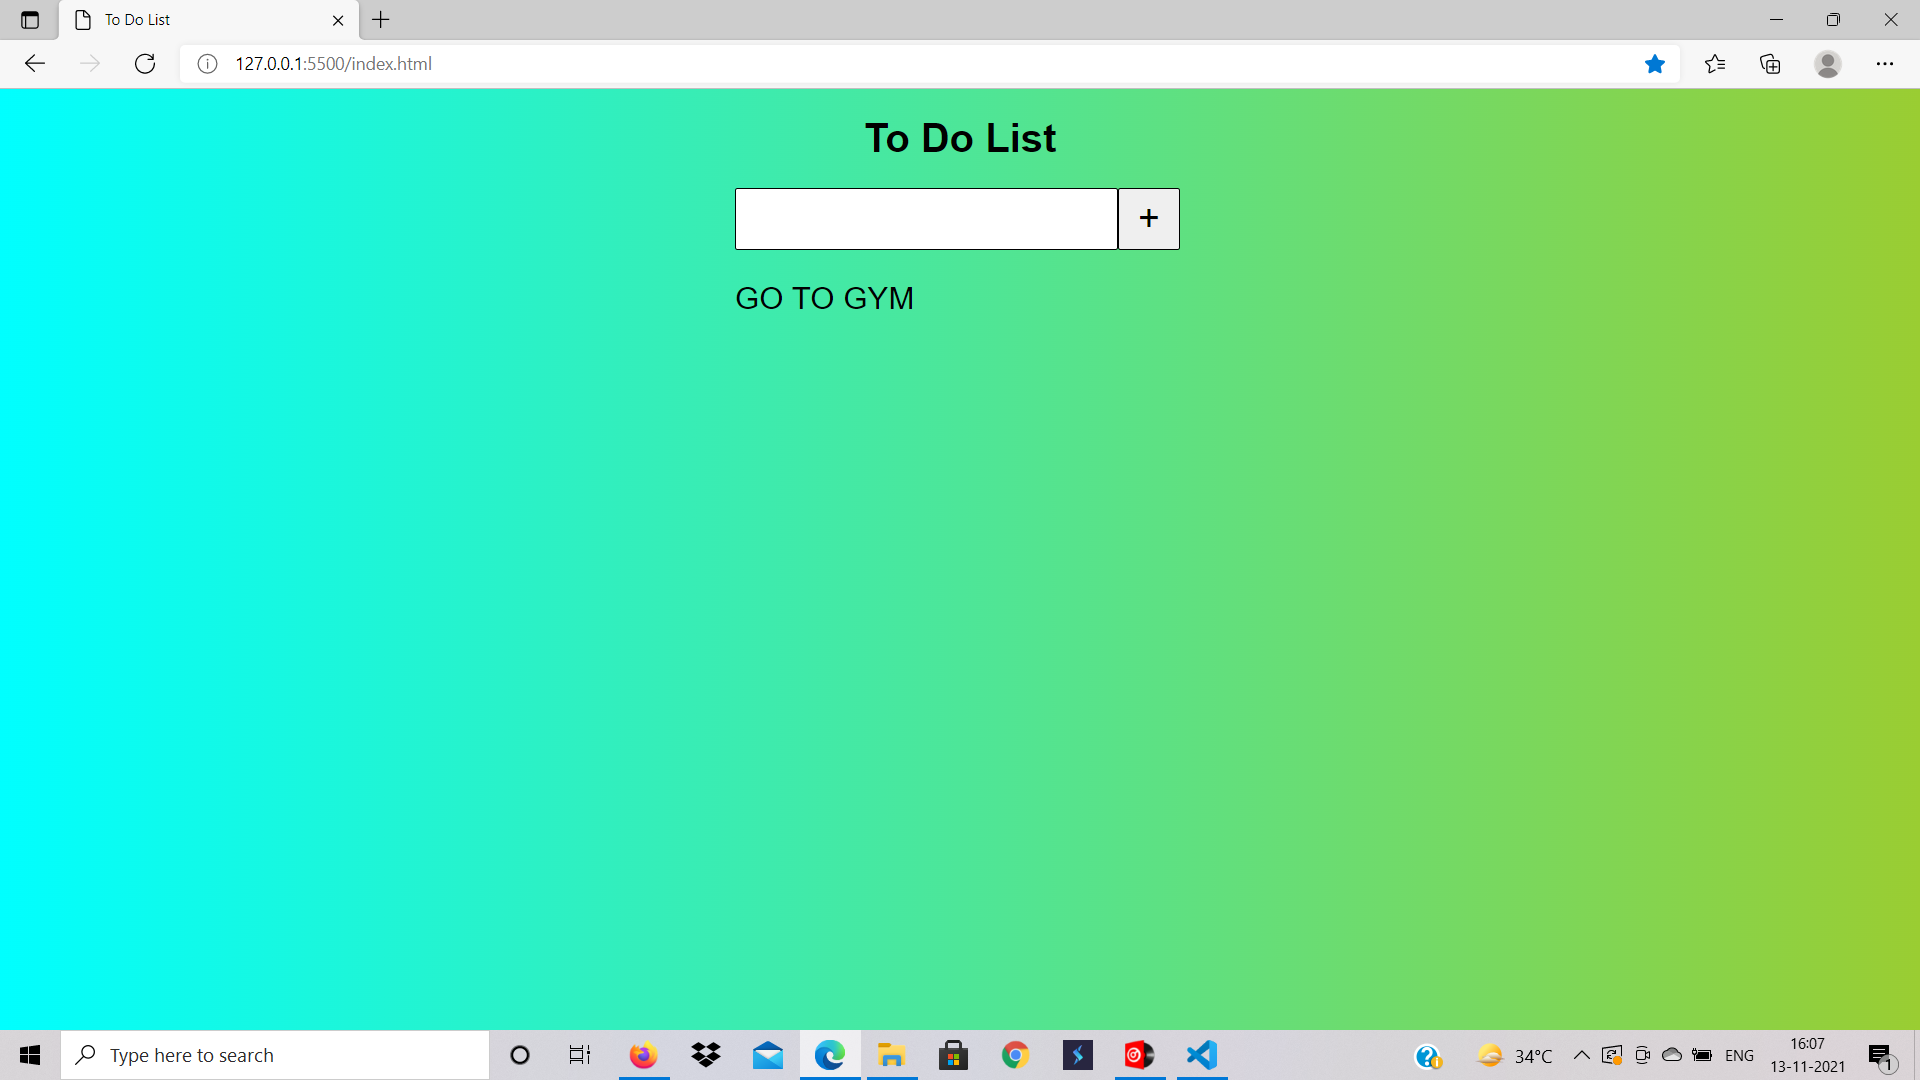 To Do List
127.0.0.1:5500/index.html
To Do List
+
GO TO GYM
Type here to search
34°C
ENG
16:07
13-11-2021
1